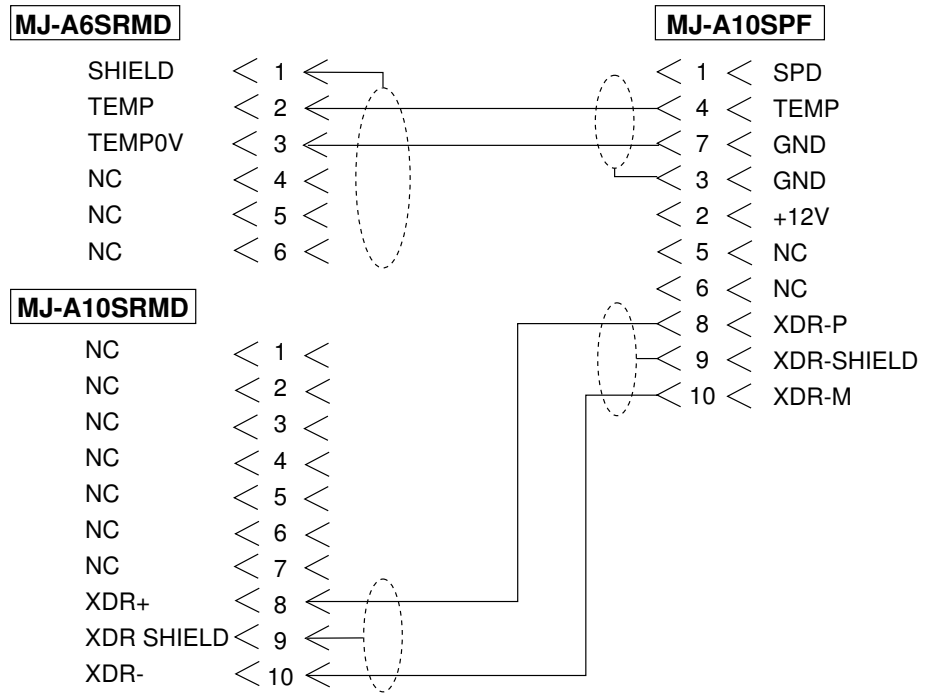 MJ-A6SRMD
SHIELD 1
TEMP 2
TEMP0V 3
NC 4
NC 5
NC 6
MJ-A10SRMD
NC 1
NC 2
NC 3
NC 4
NC 5
NC 6
NC 7
XDR+ 8
XDR SHIELD 9
XDR- 10
MJ-A10SPF
1 SPD
4 TEMP
7 GND
3 GND
2 +12V
5 NC
6 NC
8 XDR-P
9 XDR-SHIELD
10 XDR-M